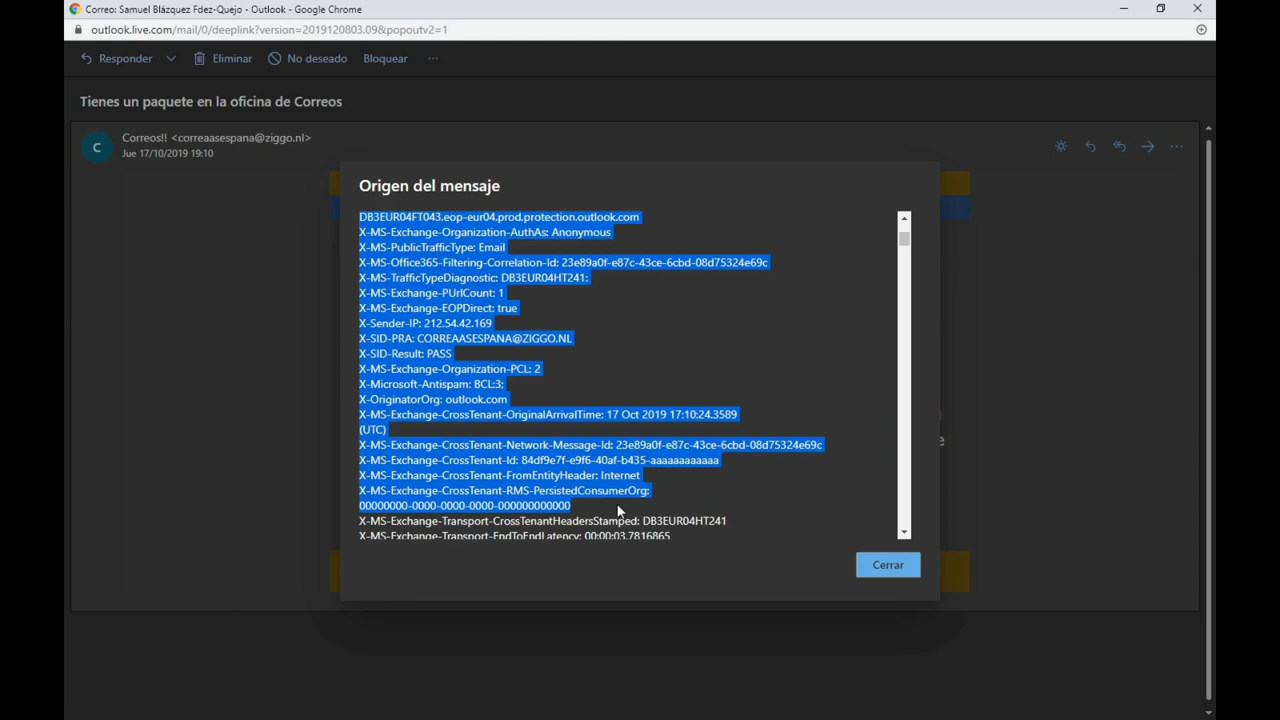 Correo: Samuel Blázquez Fdez-Quejo - Outlook - Google Chrome
outlook.live.com/mail/0/deeplink?version=2019120803.09&popoutv2=1
Responder Eliminar No deseado Bloquear ...
Tienes un paquete en la oficina de Correos
C
Correos!! <correaasespana@ziggo.nl>
Jue 17/10/2019 19:10
Origen del mensaje
DB3EUR04FT043.eop-eur04.prod.protection.outlook.com
X-MS-Exchange-Organization-AuthAs: Anonymous
X-MS-PublicTrafficType: Email
X-MS-Office365-Filtering-Correlation-Id: 23e89a0f-e87c-43ce-6cbd-08d75324e69c
X-MS-TrafficTypeDiagnostic: DB3EUR04HT241:
X-MS-Exchange-PUrlCount: 1
X-MS-Exchange-EOPDirect: true
X-Sender-IP: 212.54.42.169
X-SID-PRA: CORREAASESPANA@ZIGGO.NL
X-SID-Result: PASS
X-MS-Exchange-Organization-PCL: 2
X-Microsoft-Antispam: BCL:3;
X-OriginatorOrg: outlook.com
X-MS-Exchange-CrossTenant-OriginalArrivalTime: 17 Oct 2019 17:10:24.3589
(UTC)
X-MS-Exchange-CrossTenant-Network-Message-Id: 23e89a0f-e87c-43ce-6cbd-08d75324e69c
X-MS-Exchange-CrossTenant-Id: 84df9e7f-e9f6-40af-b435-aaaaaaaaaaaa
X-MS-Exchange-CrossTenant-FromEntityHeader: Internet
X-MS-Exchange-CrossTenant-RMS-PersistedConsumerOrg:
00000000-0000-0000-0000-000000000000
X-MS-Exchange-Transport-CrossTenantHeadersStamped: DB3EUR04HT241
X-MS-Exchange-Transport-EndToEndLatency: 00:00:03.7816865
Cerrar